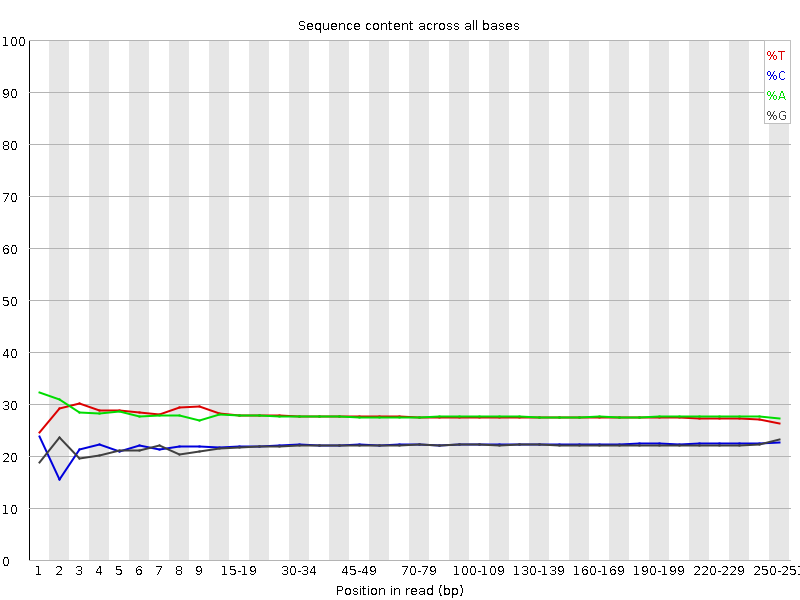 Sequence content across all bases
100
90
80
70
60
50
40
30
20
10
0
%T
%C
%A
%G
1 2 3 4 5 6 7 8 9 15-19 30-34 45-49 70-79 100-109 130-139 160-169 190-199 220-229 250-251
Position in read (bp)